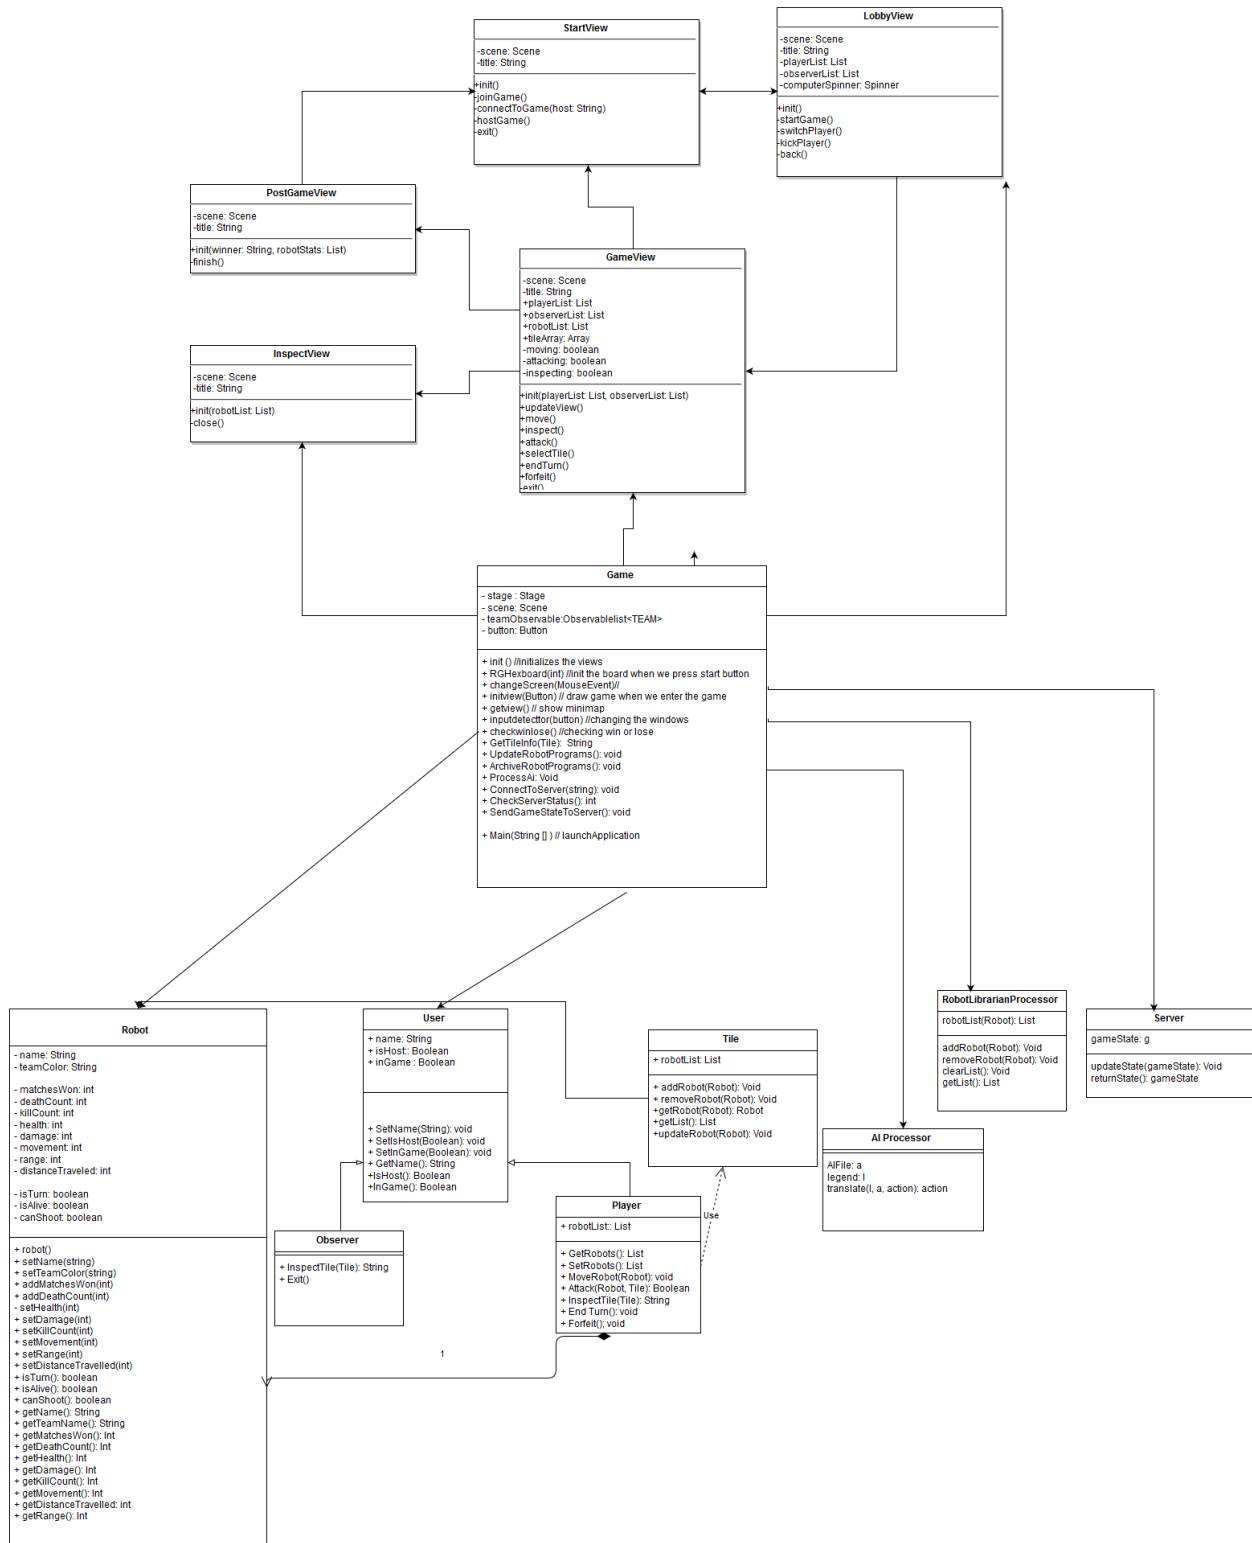 StartView
-scene: Scene
-title: String
+init()
-joinGame()
-connectToGame(host: String)
-hostGame()
-exit()
LobbyView
-scene: Scene
-title: String
-playerList: List
-observerList: List
-computerSpinner: Spinner
+init()
-startGame()
-switchPlayer()
-kickPlayer()
-back()
PostGameView
-scene: Scene
-title: String
+init(winner: String, robotStats: List)
-finish()
GameView
-scene: Scene
-title: String
+playerList: List
+observerList: List
+robotList: List
+tileArray: Array
-moving: boolean
-attacking: boolean
-inspecting: boolean
+init(playerList: List, observerList: List)
+updateView()
+move()
+inspect()
+attack()
+selectTile()
+endTurn()
+forfeit()
-exit()
InspectView
-scene: Scene
-title: String
+init(robotList: List)
-close()
Game
- stage : Stage
- scene: Scene
- teamObservable:Observablelist<TEAM>
- button: Button
+ init () //initializes the views
+ RGHexboard(int) //init the board when we press start button
+ changeScreen(MouseEvent)//
+ initview(Button) // draw game when we enter the game
+ getview() // show minimap
+ inputdetecttor(button) //changing the windows
+ checkwinlose() //checking win or lose
+ GetTileInfo(Tile): String
+ UpdateRobotPrograms(): void
+ ArchiveRobotPrograms(): void
+ ProcessAi: Void
+ ConnectToServer(string): void
+ CheckServerStatus(): int
+ SendGameStateToServer(): void
+ Main(String [] ) // launchApplication
Robot
- name: String
- teamColor: String
- matchesWon: int
- deathCount: int
- killCount: int
- health: int
- damage: int
- movement: int
- range: int
- distanceTraveled: int
- isTurn: boolean
- isAlive: boolean
- canShoot: boolean
+ robot()
+ setName(string)
+ setTeamColor(string)
+ addMatchesWon(int)
+ addDeathCount(int)
- setHealth(int)
+ setDamage(int)
+ setKillCount(int)
+ setMovement(int)
+ setRange(int)
+ setDistanceTravelled(int)
+ isTurn(): boolean
+ isAlive(): boolean
+ canShoot(): boolean
+ getName(): String
+ getTeamName(): String
+ getMatchesWon(): Int
+ getDeathCount(): Int
+ getHealth(): Int
+ getDamage(): Int
+ getKillCount(): Int
+ getMovement(): Int
+ getDistanceTravelled: int
+ getRange(): Int
User
+ name: String
+ isHost:: Boolean
+ inGame : Boolean
+ SetName(String): void
+ SetIsHost(Boolean): void
+ SetInGame(Boolean): void
+ GetName(): String
+IsHost(): Boolean
+InGame(): Boolean
Observer
+ InspectTile(Tile): String
+ Exit()
Player
+ robotList:: List
+ GetRobots(): List
+ SetRobots(): List
+ MoveRobot(Robot): void
+ Attack(Robot, Tile): Boolean
+ InspectTile(Tile): String
+ End Turn(): void
+ Forfeit(); void
Use
1
Tile
+ robotList: List
+ addRobot(Robot): Void
+ removeRobot(Robot): Void
+getRobot(Robot): Robot
+getList(): List
+updateRobot(Robot): Void
AI Processor
AIFile: a
legend: l
translate(l, a, action): action
RobotLibrarianProcessor
robotList(Robot): List
addRobot(Robot): Void
removeRobot(Robot): Void
clearList(): Void
getList(): List
Server
gameState: g
updateState(gameState): Void
returnState(): gameState